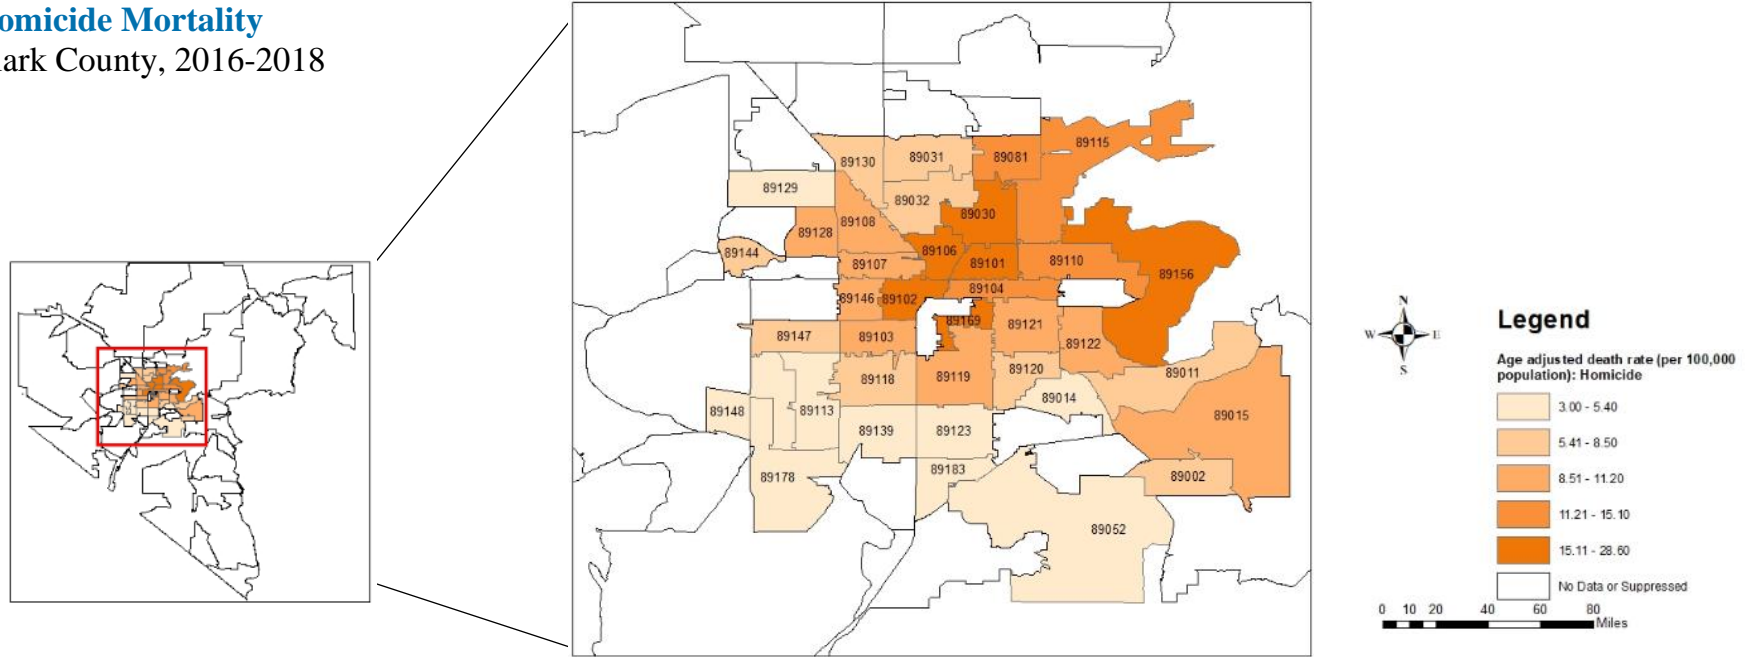 omicide Mortality
lark County, 2016-2018
89115
89130
89031
89081
89129
89032
89030
89108
89128
89144
89106
89107
89101
89110
89156
89146
89102
89104
89169
89121
89147
89103
89122
89118
89119
89120
89011
89014
89148
89113
89015
89139
89123
89183
89178
89002
89052
N
W
E
S
Legend
Age adjusted death rate (per 100,000
population): Homicide
3.00 - 5.40
5.41 - 8.50
8.51 - 11.20
11.21 - 15.10
15.11 - 28.60
No Data or Suppressed
0 10 20 40 60 80
Miles